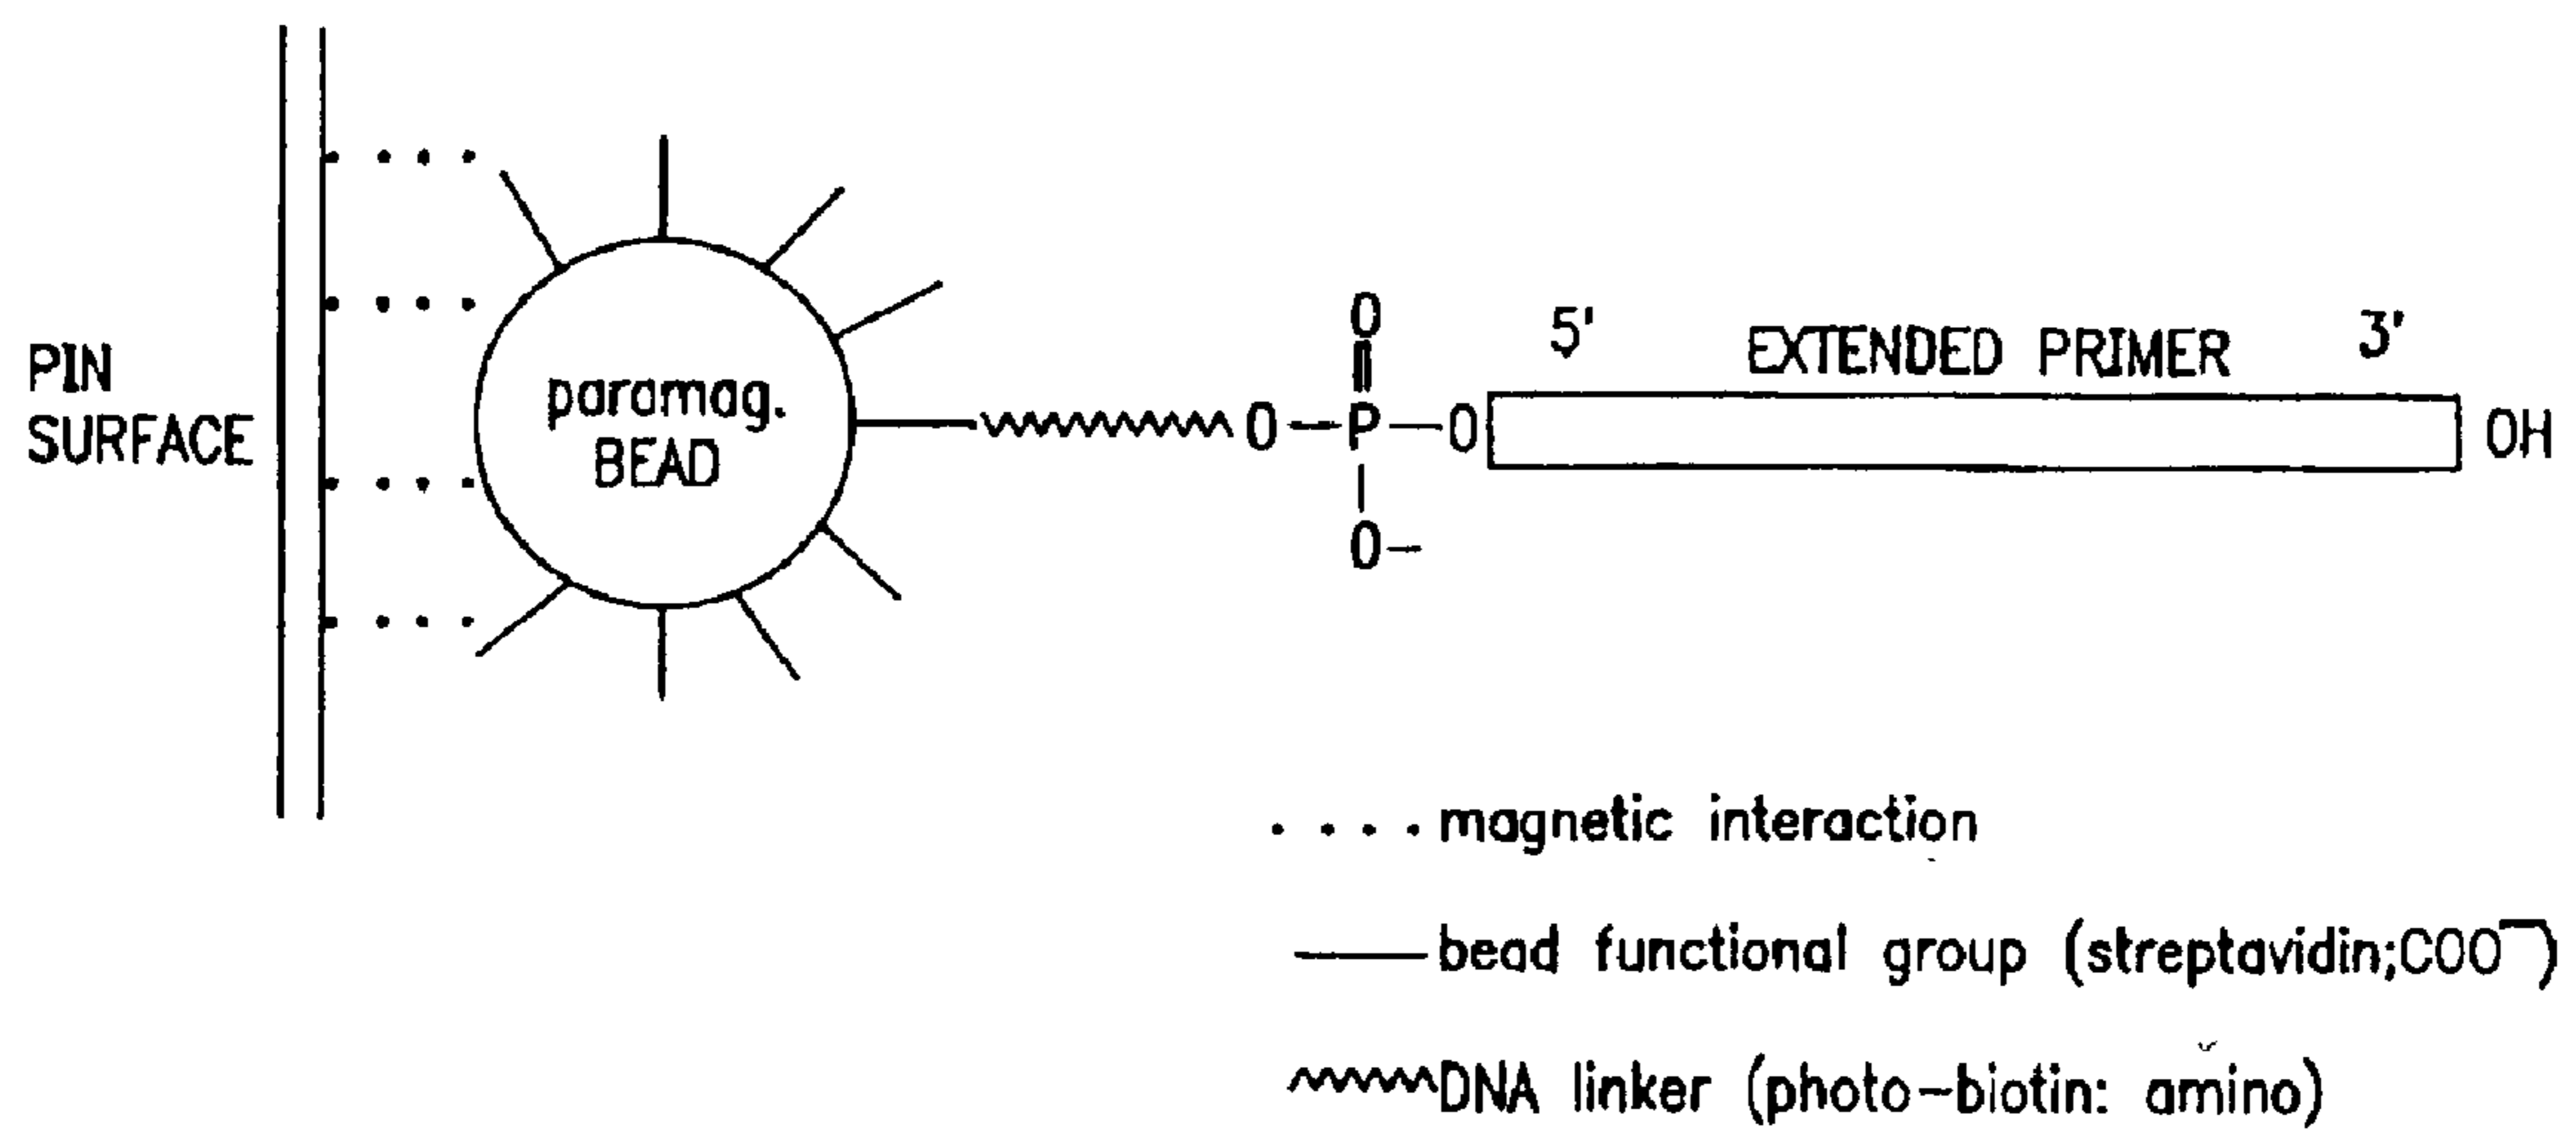 PIN
SURFACE
paramag.
BEAD
O
O–P–O
O–
5' EXTENDED PRIMER 3'
OH
.... magnetic interaction
bead functional group (streptavidin;COO⁻)
DNA linker (photo-biotin: amino)